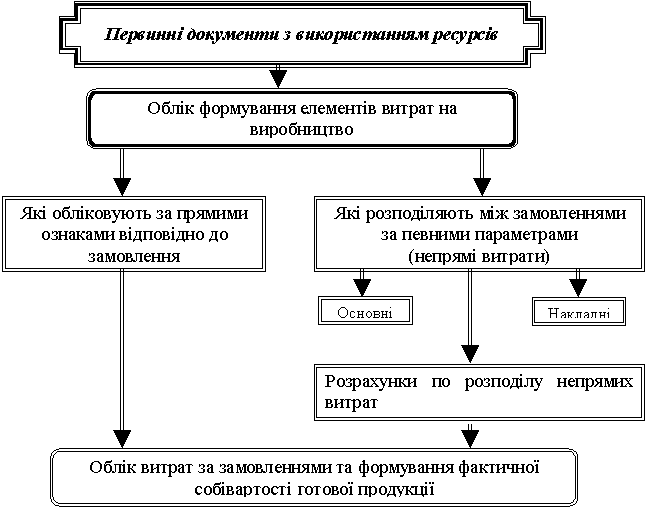 Первинні документи з використанням ресурсів
Облік формування елементів витрат на
виробництво
Які обліковують за прямими
ознаками відповідно до
замовлення
Які розподіляють між замовленнями
за певними параметрами
(непрямі витрати)
Основні
Накладні
Розрахунки по розподілу непрямих
витрат
Облік витрат за замовленнями та формування фактичної
собівартості готової продукції